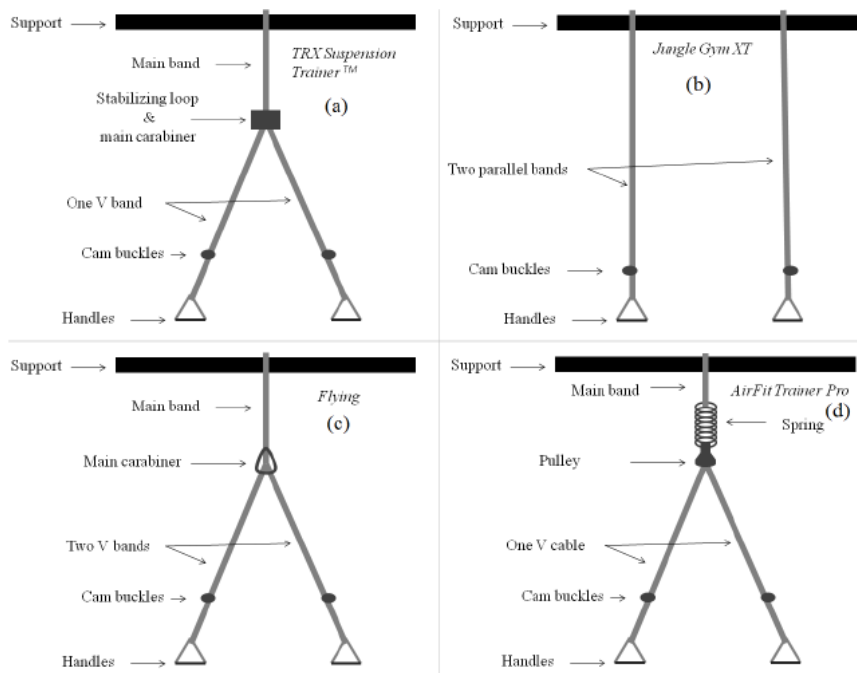 Support
TRX Suspension
Trainer™
Main band
(a)
Stabilizing loop
&
main carabiner
One V band
Cam buckles
Handles
Support
Jungle Gym XT
(b)
Two parallel bands
Cam buckles
Handles
Support
Main band
Flying
(c)
Main carabiner
Two V bands
Cam buckles
Handles
Support
Main band
AirFit Trainer Pro
(d)
Spring
Pulley
One V cable
Cam buckles
Handles